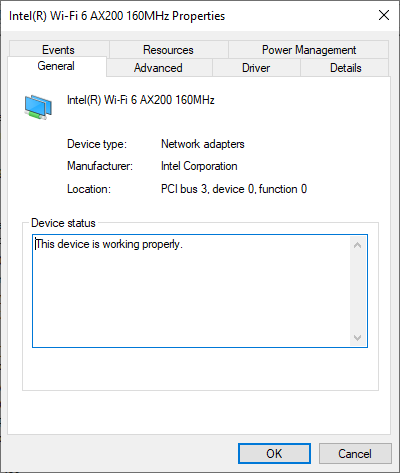 Intel(R) Wi-Fi 6 AX200 160MHz Properties
Events Resources Power Management
General Advanced Driver Details
Intel(R) Wi-Fi 6 AX200 160MHz
Device type: Network adapters
Manufacturer: Intel Corporation
Location: PCI bus 3, device 0, function 0
Device status
This device is working properly.
OK Cancel